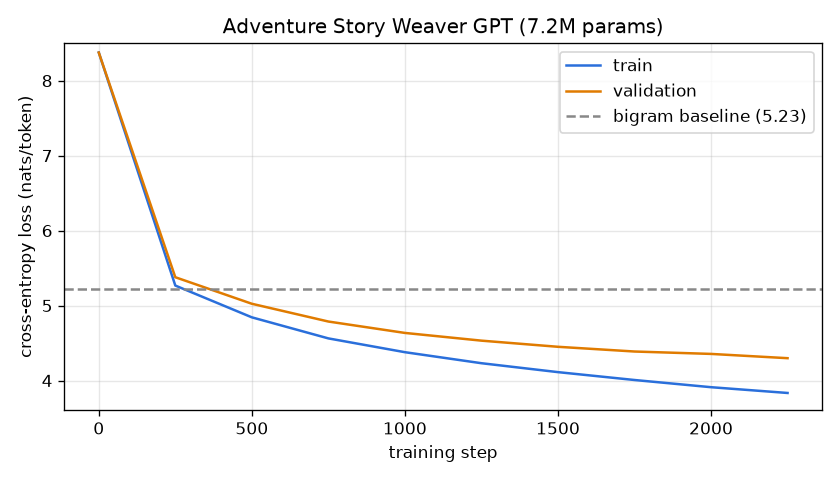 Adventure Story Weaver GPT (7.2M params)
train
validation
bigram baseline (5.23)
cross-entropy loss (nats/token)
8
7
6
5
4
0 500 1000 1500 2000
training step